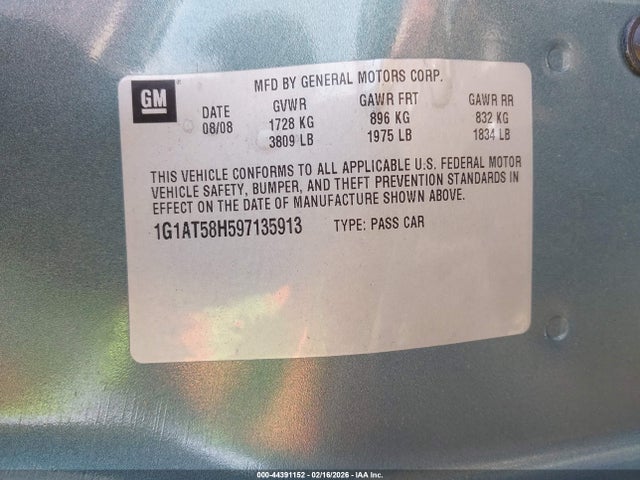 GM
MFD BY GENERAL MOTORS CORP.
DATE GVWR GAWR FRT GAWR RR
08/08 1728 KG 896 KG 832 KG
3809 LB 1975 LB 1834 LB
THIS VEHICLE CONFORMS TO ALL APPLICABLE U.S. FEDERAL MOTOR
VEHICLE SAFETY, BUMPER, AND THEFT PREVENTION STANDARDS IN
EFFECT ON THE DATE OF MANUFACTURE SHOWN ABOVE.
1G1AT58H597135913 TYPE: PASS CAR
000-44391152 - 02/16/2026 - IAA Inc.